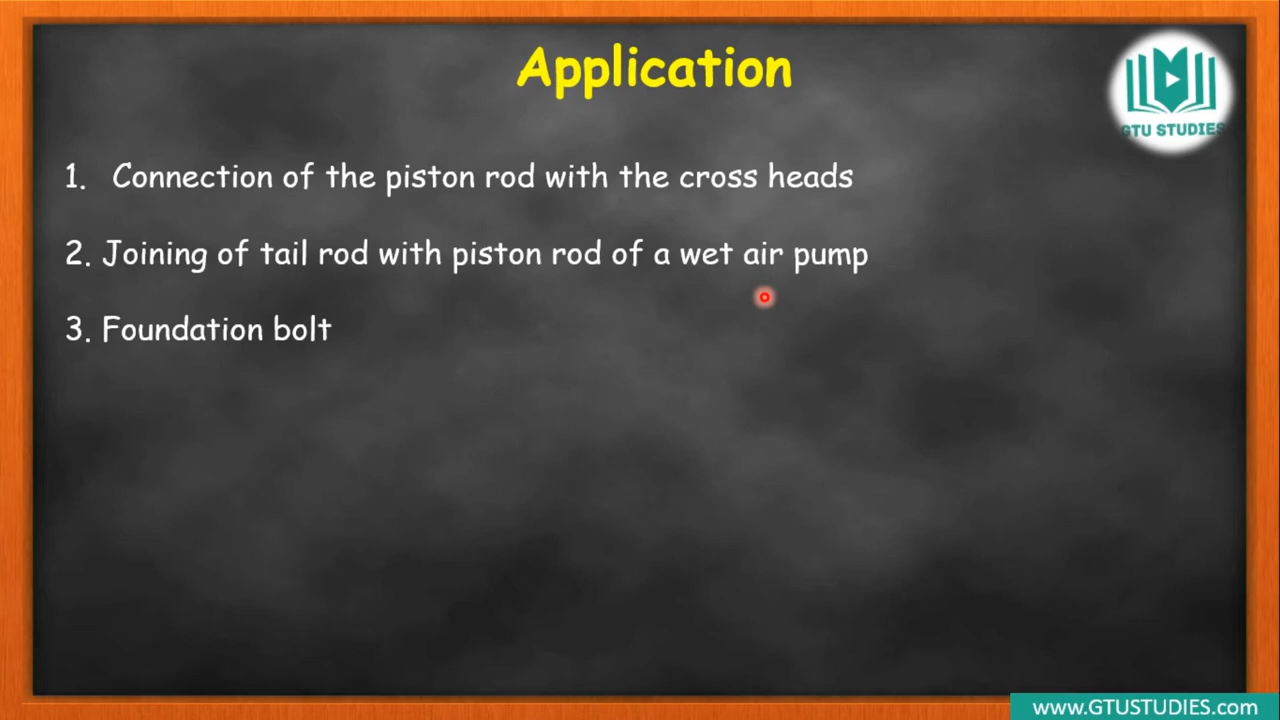 Application
GTU STUDIES
1. Connection of the piston rod with the cross heads
2. Joining of tail rod with piston rod of a wet air pump
3. Foundation bolt
www.GTUSTUDIES.com